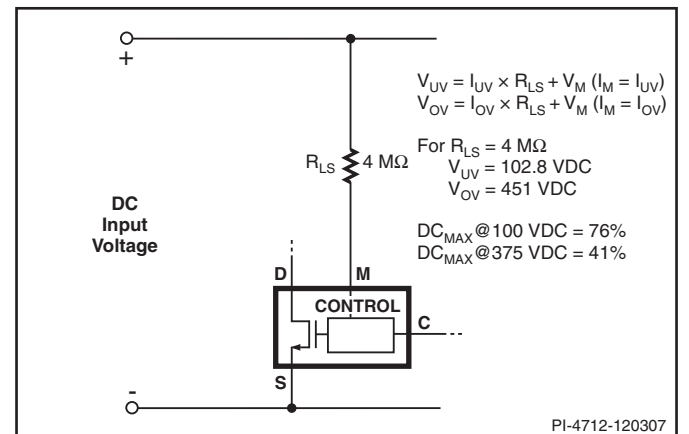 +
V_UV = I_UV × R_LS + V_M (I_M = I_UV)
V_OV = I_OV × R_LS + V_M (I_M = I_OV)
For R_LS = 4 MΩ
V_UV = 102.8 VDC
V_OV = 451 VDC
DC_MAX@100 VDC = 76%
DC_MAX@375 VDC = 41%
R_LS 4 MΩ
DC
Input
Voltage
D M
CONTROL
C
S
-
PI-4712-120307